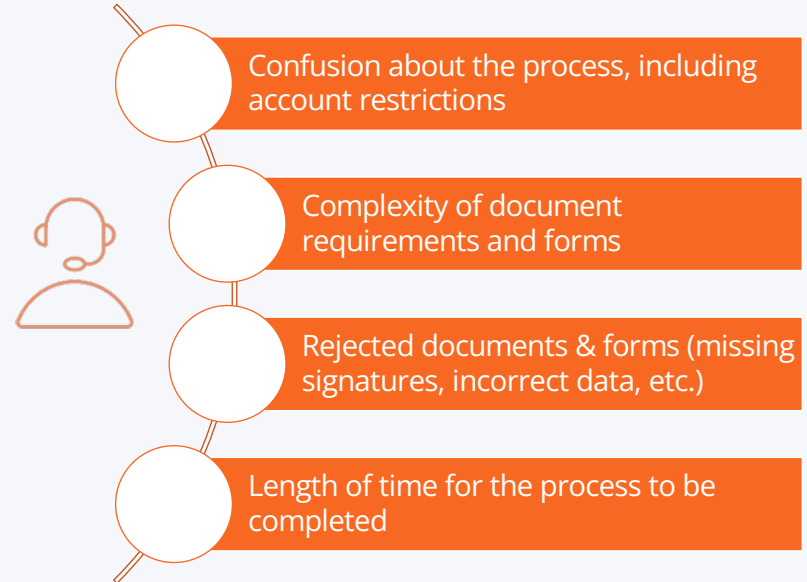 Confusion about the process, including
account restrictions
Complexity of document
requirements and forms
Rejected documents & forms (missing
signatures, incorrect data, etc.)
Length of time for the process to be
completed